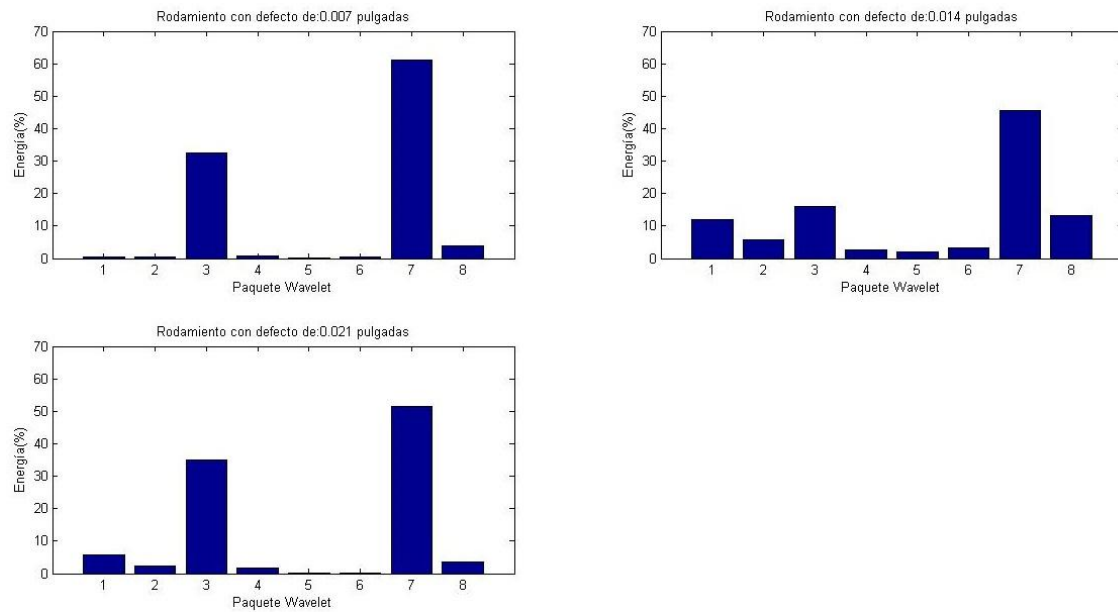 Rodamiento con defecto de:0.007 pulgadas
70
60
50
40
30
20
10
0
Energía(%)
1 2 3 4 5 6 7 8
Paquete Wavelet
Rodamiento con defecto de:0.014 pulgadas
70
60
50
40
30
20
10
0
Energía(%)
1 2 3 4 5 6 7 8
Paquete Wavelet
Rodamiento con defecto de:0.021 pulgadas
70
60
50
40
30
20
10
0
Energía(%)
1 2 3 4 5 6 7 8
Paquete Wavelet